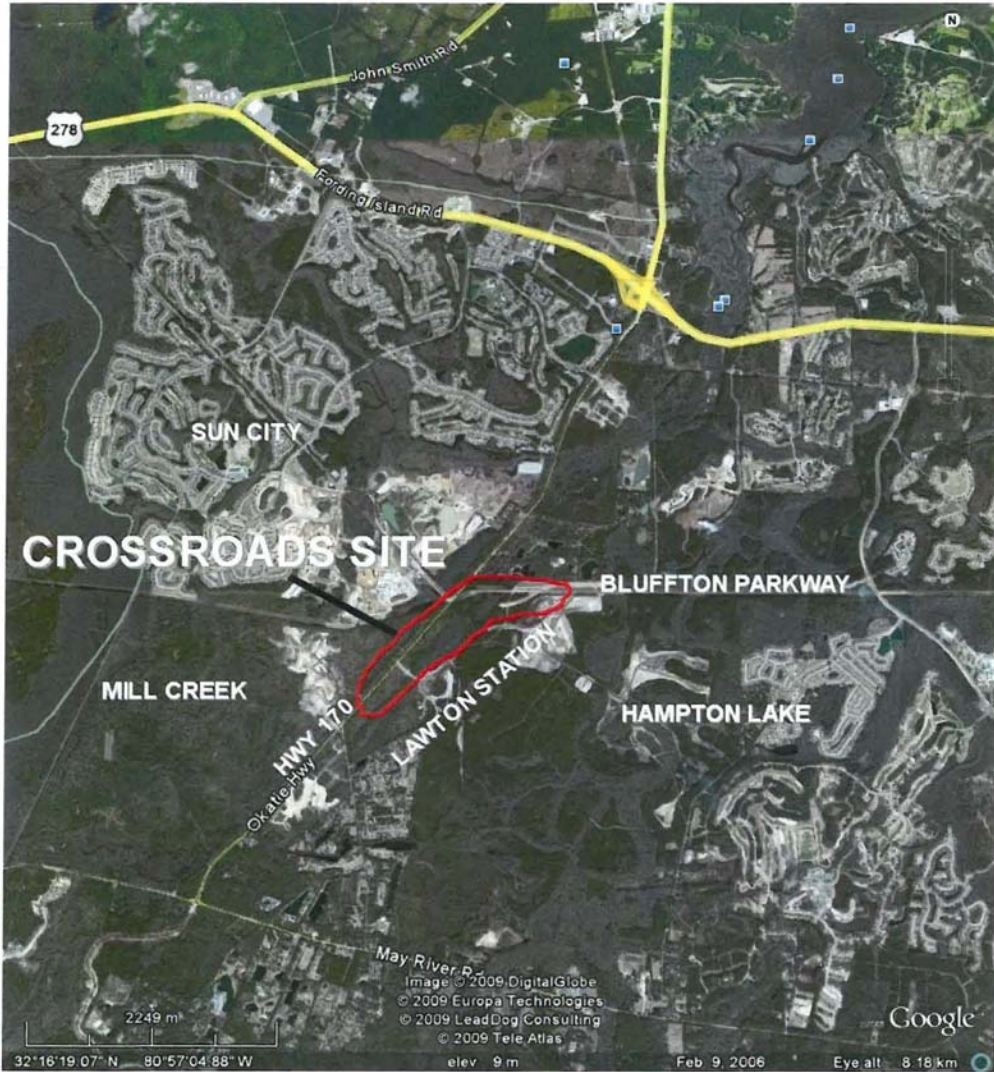 N
John Smith Rd
278
Fording Island Rd
SUN CITY
CROSSROADS SITE
BLUFFTON PARKWAY
MILL CREEK
LAWTON STATION
HAMPTON LAKE
HWY 170
Okatie Hwy
May River Rd
Image © 2009 DigitalGlobe
© 2009 Europa Technologies
© 2009 LeadDog Consulting
© 2009 Tele Atlas
Google
2249 m
32°16'19.07" N 80°57'04.88" W elev 9 m Feb 9, 2006 Eye alt 8.18 km